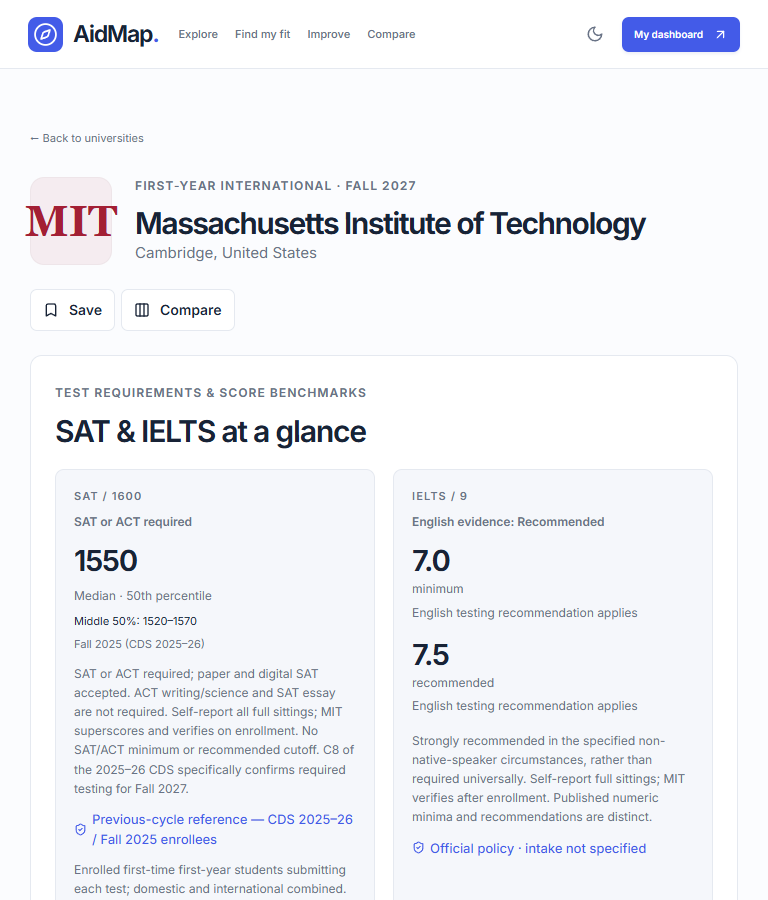 AidMap.
Explore
Find my fit
Improve
Compare
My dashboard
← Back to universities
MIT
FIRST-YEAR INTERNATIONAL · FALL 2027
Massachusetts Institute of Technology
Cambridge, United States
Save
Compare
TEST REQUIREMENTS & SCORE BENCHMARKS
SAT & IELTS at a glance
SAT / 1600
SAT or ACT required
1550
Median · 50th percentile
Middle 50%: 1520–1570
Fall 2025 (CDS 2025–26)
SAT or ACT required; paper and digital SAT
accepted. ACT writing/science and SAT essay
are not required. Self-report all full sittings; MIT
superscores and verifies on enrollment. No
SAT/ACT minimum or recommended cutoff. C8 of
the 2025–26 CDS specifically confirms required
testing for Fall 2027.
Previous-cycle reference — CDS 2025–26
/ Fall 2025 enrollees
Enrolled first-time first-year students submitting
each test; domestic and international combined.
IELTS / 9
English evidence: Recommended
7.0
minimum
English testing recommendation applies
7.5
recommended
English testing recommendation applies
Strongly recommended in the specified non-
native-speaker circumstances, rather than
required universally. Self-report full sittings; MIT
verifies after enrollment. Published numeric
minima and recommendations are distinct.
Official policy · intake not specified